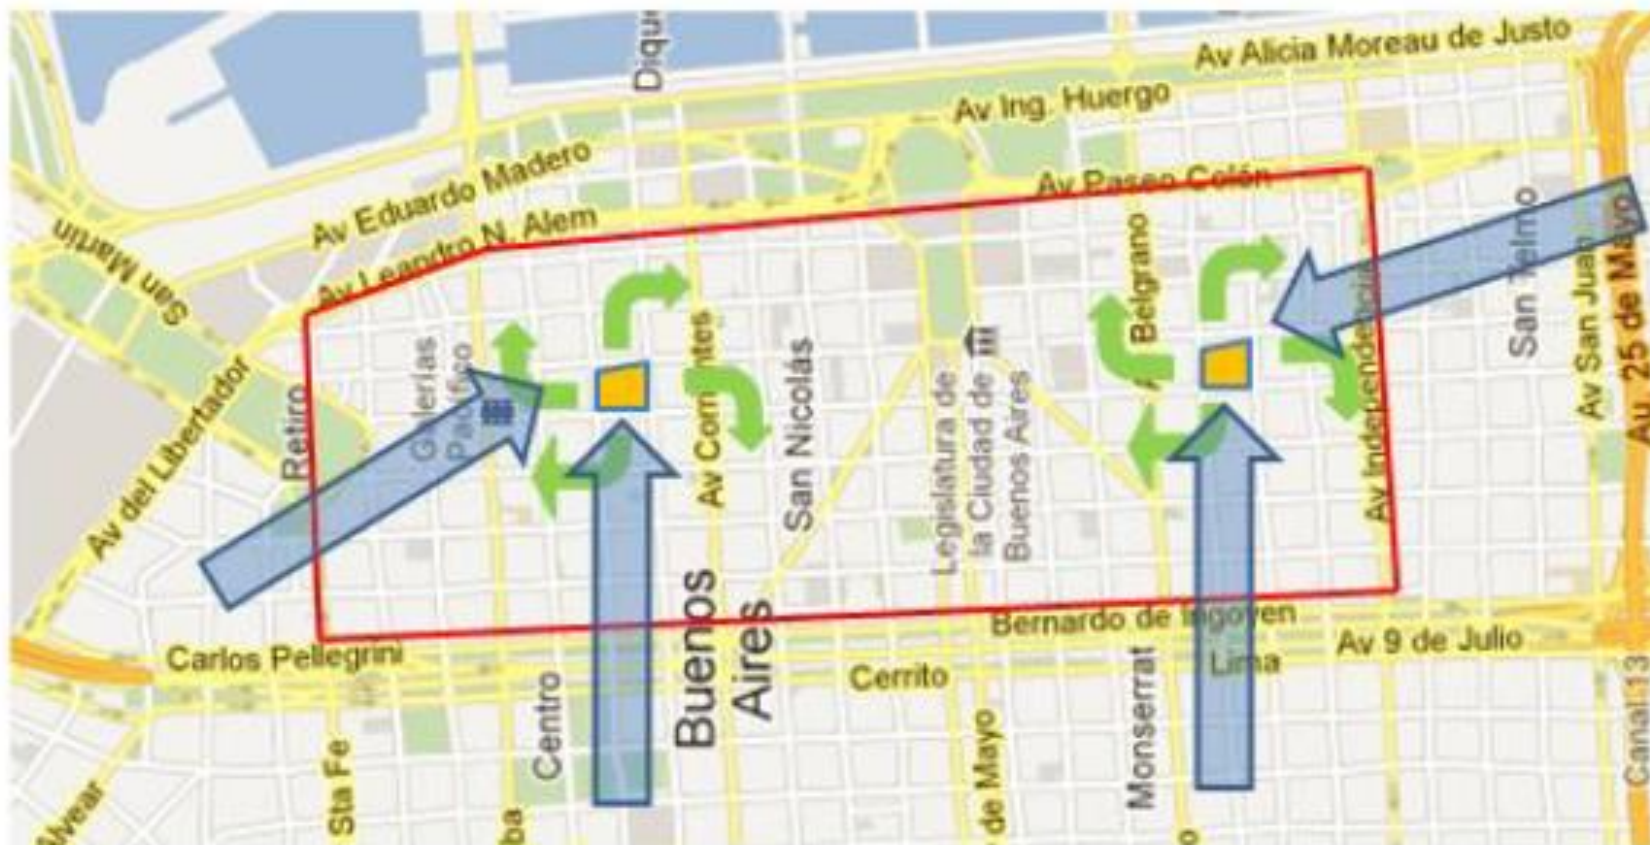 Dique
Av Alicia Moreau de Justo
Av Ing. Huergo
Av Eduardo Madero
Av Paseo Colón
Av Leandro N. Alem
San Martín
San Telmo
Av San Juan
Au. 25 de Mayo
Belgrano
Av Independencia
Galerías
Pacífico
Av Corrientes
San Nicolás
Legislatura de
la Ciudad de
Buenos Aires
Retiro
Av del Libertador
Buenos
Aires
Bernardo de Irigoyen
Av 9 de Julio
Carlos Pellegrini
Cerrito
Lima
Centro
Monserrat
Canal 13
Sta Fe
de Mayo
Alvear
ba
o